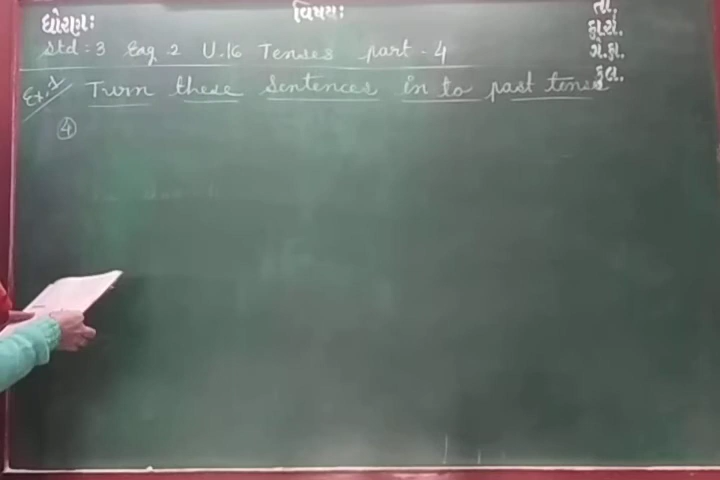 ધોરણ: વિષય: તા.
Std : 3 Eng 2 U.16 Tenses part - 4
કુ.સં.
ગે.હા.
કુલ.
Ex.1 Turn these Sentences in to past tense
4